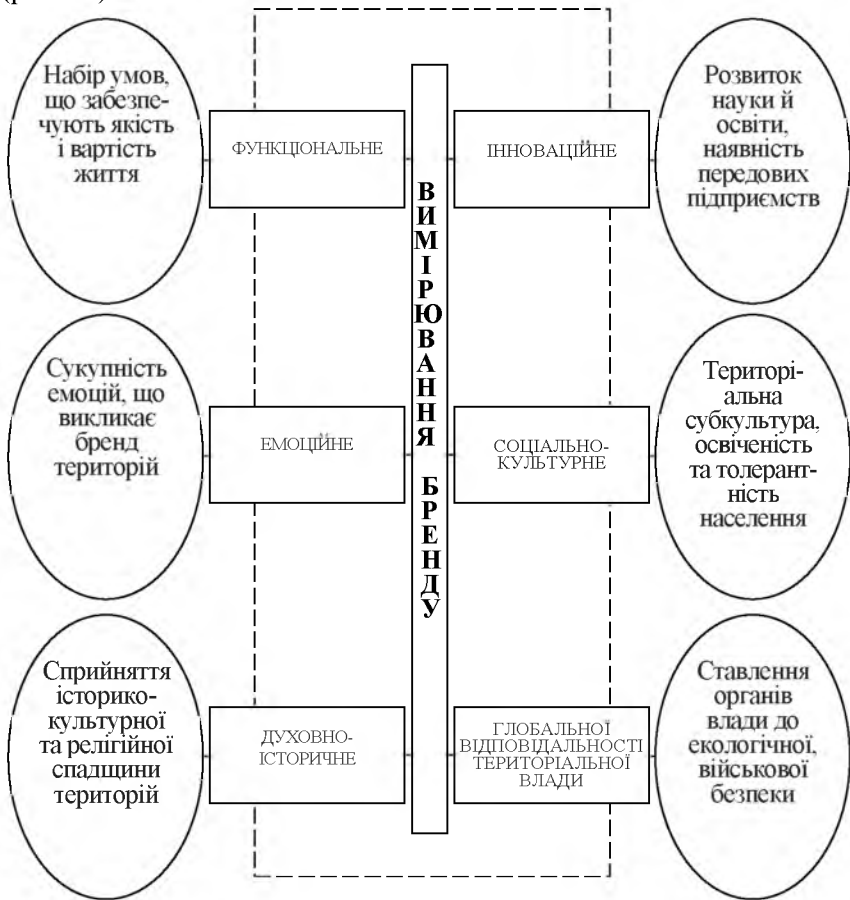 Набір умов,
що забезпе-
чують якість
і вартість
життя
ФУНКЦІОНАЛЬНЕ
ІННОВАЦІЙНЕ
Розвиток
науки й
освіти,
наявність
передових
підприємств
ВИМІРЮВАННЯ БРЕНДУ
Сукупність
емоцій, що
викликає
бренд
територій
ЕМОЦІЙНЕ
СОЦІАЛЬНО-
КУЛЬТУРНЕ
Територі-
альна
субкультура,
освіченість
та толерант-
ність
населення
Сприйняття
історико-
культурної
та релігійної
спадщини
територій
ДУХОВНО-
ІСТОРИЧНЕ
ГЛОБАЛЬНОЇ
ВІДПОВІДАЛЬНОСТІ
ТЕРИТОРІАЛЬНОЇ
ВЛАДИ
Ставлення
органів
влади до
екологічної,
військової
безпеки